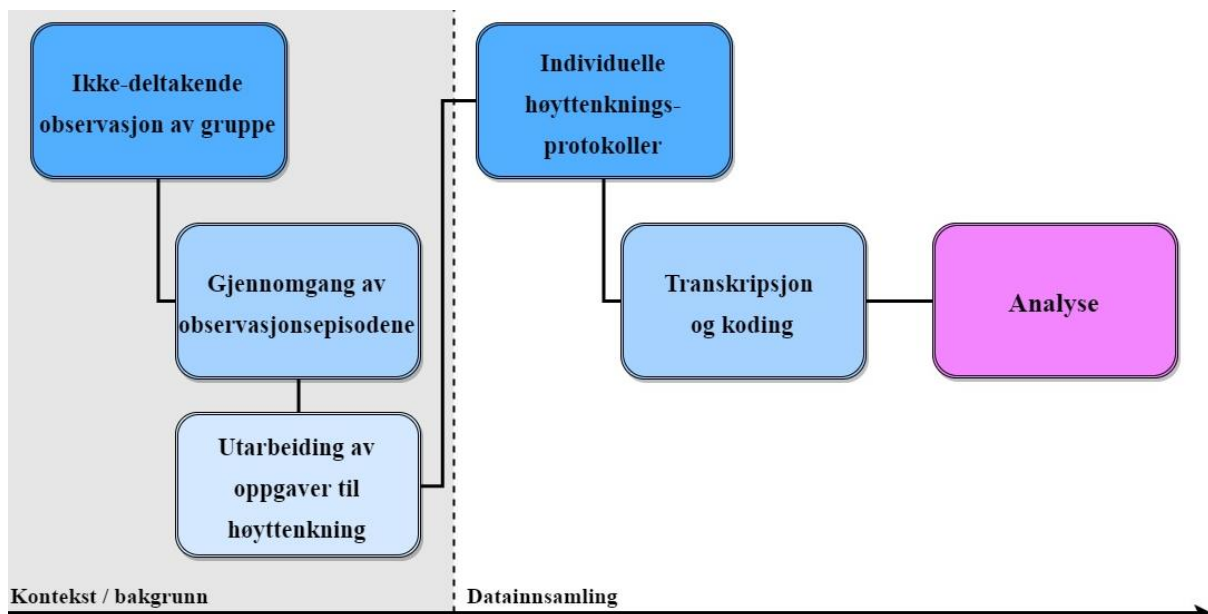 Ikke-deltakende
observasjon av gruppe
Gjennomgang av
observasjonsepisodene
Utarbeiding av
oppgaver til
høyttenkning
Kontekst / bakgrunn
Individuelle
høyttenknings-
protokoller
Transkripsjon
og koding
Analyse
Datainnsamling